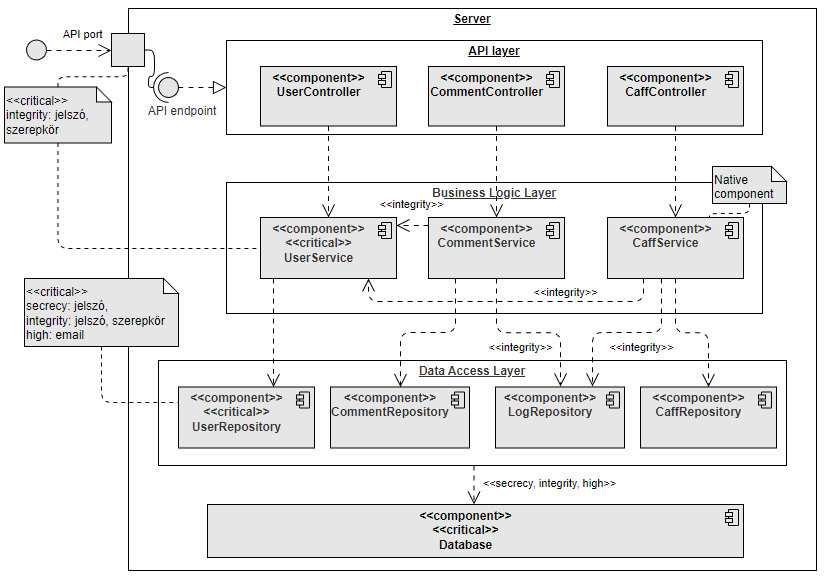 Server
API port
API layer
<<component>>
UserController
<<component>>
CommentController
<<component>>
CaffController
API endpoint
<<critical>>
integrity: jelszó,
szerepkör
Native
component
Business Logic Layer
<<integrity>>
<<component>>
<<critical>>
UserService
<<component>>
CommentService
<<component>>
CaffService
<<critical>>
secrecy: jelszó,
integrity: jelszó, szerepkör
high: email
<<integrity>>
<<integrity>>
<<integrity>>
Data Access Layer
<<component>>
<<critical>>
UserRepository
<<component>>
CommentRepository
<<component>>
LogRepository
<<component>>
CaffRepository
<<secrecy, integrity, high>>
<<component>>
<<critical>>
Database